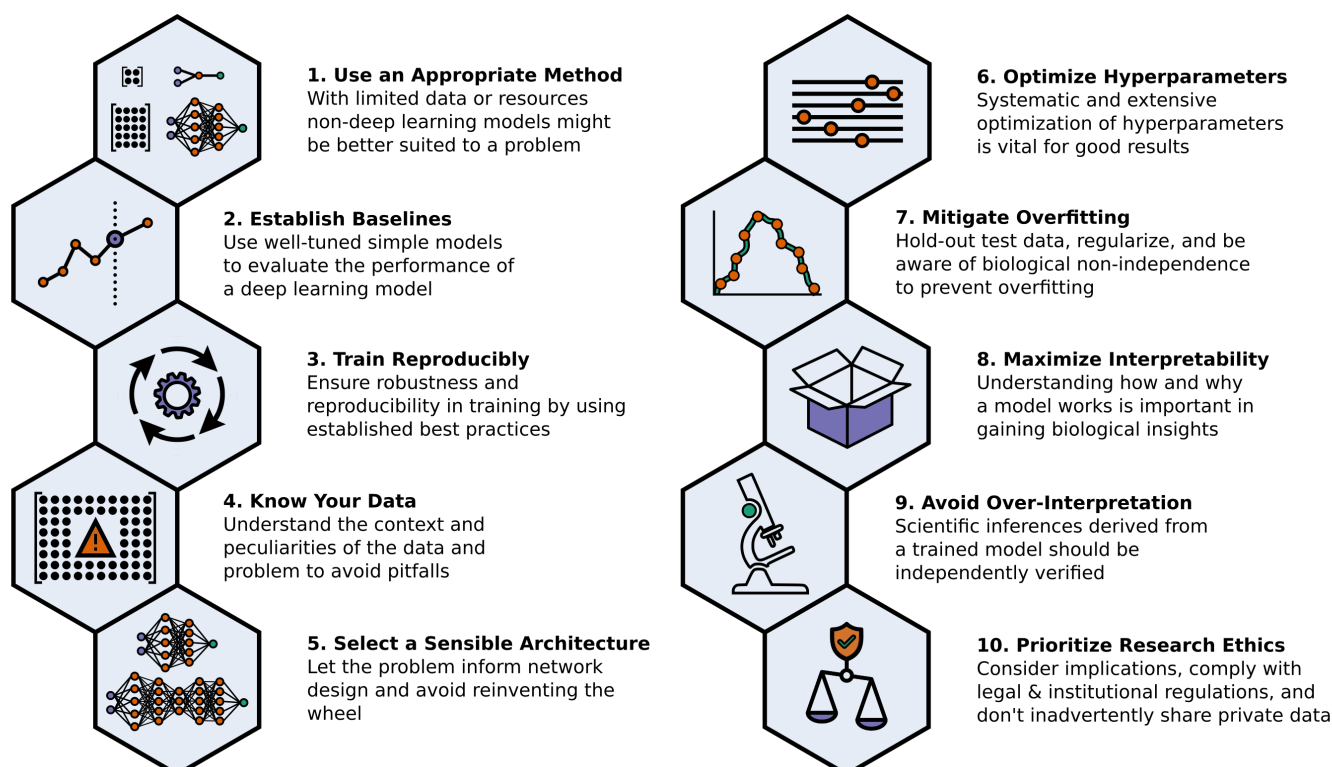 1. Use an Appropriate Method
With limited data or resources
non-deep learning models might
be better suited to a problem
2. Establish Baselines
Use well-tuned simple models
to evaluate the performance of
a deep learning model
3. Train Reproducibly
Ensure robustness and
reproducibility in training by using
established best practices
4. Know Your Data
Understand the context and
peculiarities of the data and
problem to avoid pitfalls
5. Select a Sensible Architecture
Let the problem inform network
design and avoid reinventing the
wheel
6. Optimize Hyperparameters
Systematic and extensive
optimization of hyperparameters
is vital for good results
7. Mitigate Overfitting
Hold-out test data, regularize, and be
aware of biological non-independence
to prevent overfitting
8. Maximize Interpretability
Understanding how and why
a model works is important in
gaining biological insights
9. Avoid Over-Interpretation
Scientific inferences derived from
a trained model should be
independently verified
10. Prioritize Research Ethics
Consider implications, comply with
legal & institutional regulations, and
don't inadvertently share private data